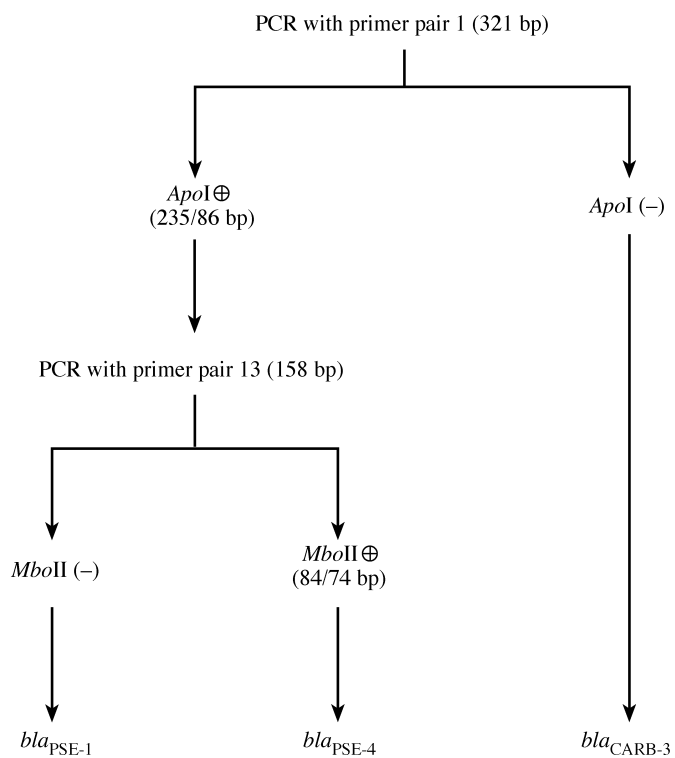 PCR with primer pair 1 (321 bp)
ApoI⊕
(235/86 bp)
ApoI (–)
PCR with primer pair 13 (158 bp)
MboII (–)
MboII⊕
(84/74 bp)
blaPSE-1
blaPSE-4
blaCARB-3